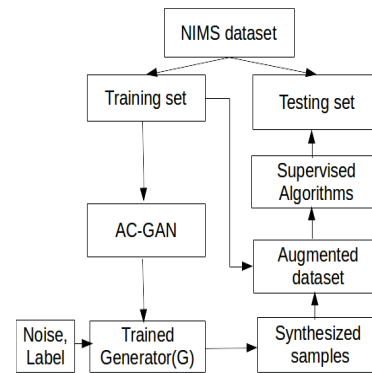 NIMS dataset
Training set
Testing set
Supervised
Algorithms
AC-GAN
Augmented
dataset
Noise,
Label
Trained
Generator(G)
Synthesized
samples